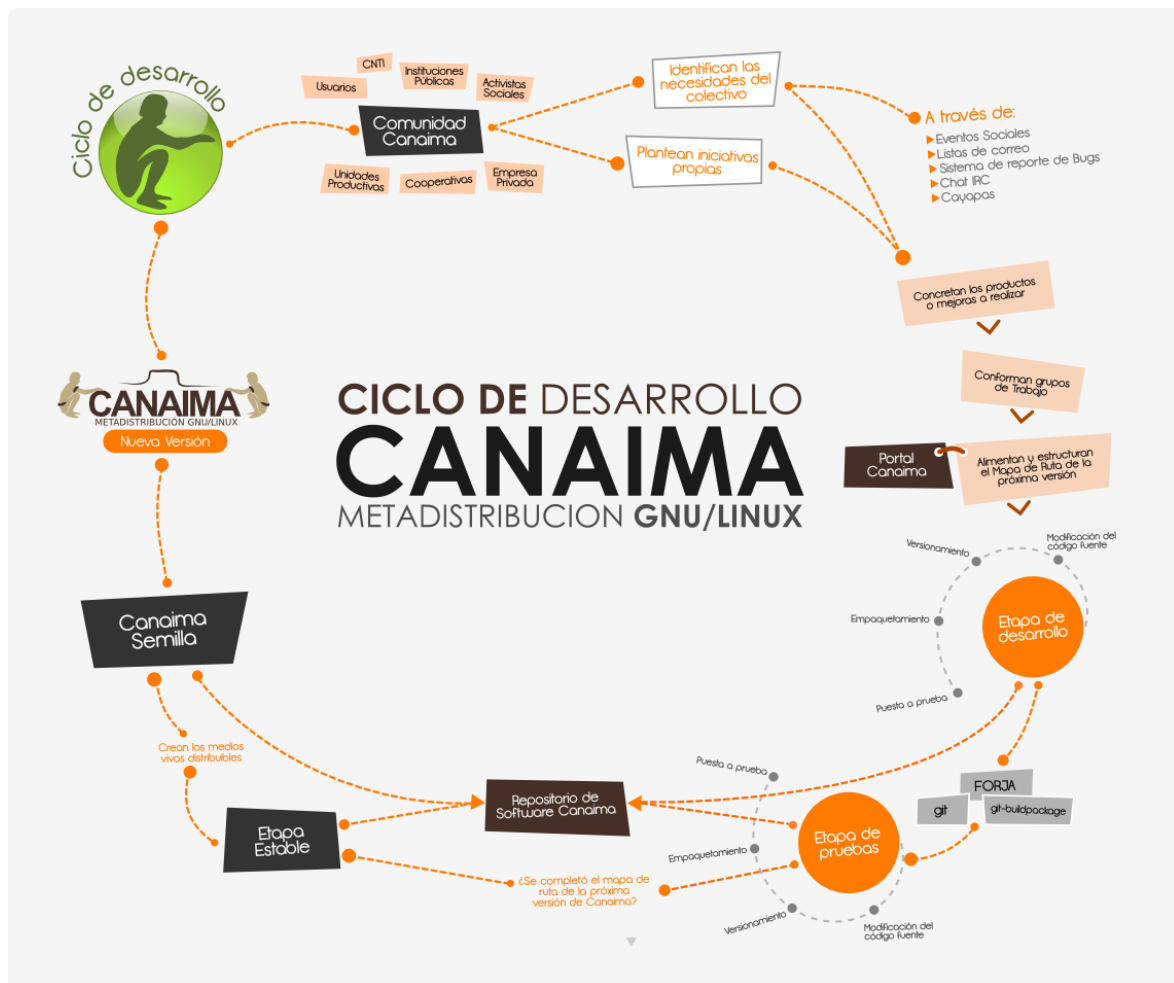 Ciclo de desarrollo
CNTI
Usuarios
Instituciones
Públicas
Activistas
Sociales
Comunidad
Canaima
Unidades
Productivas
Cooperativas
Empresa
Privada
Identifican las
necesidades del
colectivo
Plantean iniciativas
propias
A través de:
Eventos Sociales
Listas de correo
Sistema de reporte de Bugs
Chat IRC
Cayapas
Concretan los productos
o mejoras a realizar
Conforman grupos
de Trabajo
Portal
Canaima
Alimentan y estructuran
el Mapa de Ruta de la
próxima versión
CANAIMA
METADISTRIBUCIÓN GNU/LINUX
Nueva Versión
CICLO DE DESARROLLO
CANAIMA
METADISTRIBUCION GNU/LINUX
Modificación del
código fuente
Versionamiento
Empaquetamiento
Puesta a prueba
Etapa de
desarrollo
Canaima
Semilla
Crean los medios
vivos distribuibles
Etapa
Estable
Repositorio de
Software Canaima
¿Se completó el mapa de
ruta de la próxima
versión de Canaima?
Puesta a prueba
Empaquetamiento
Versionamiento
Modificación del
código fuente
Etapa de
pruebas
FORJA
git
git-buildpackage